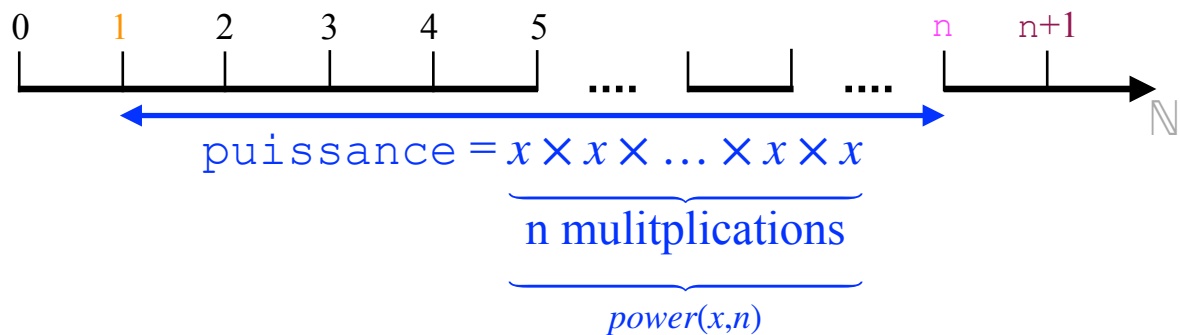 0 1 2 3 4 5 .... .... n n+1
ℕ
puissance = x × x × … × x × x
n mulitplications
power(x,n)